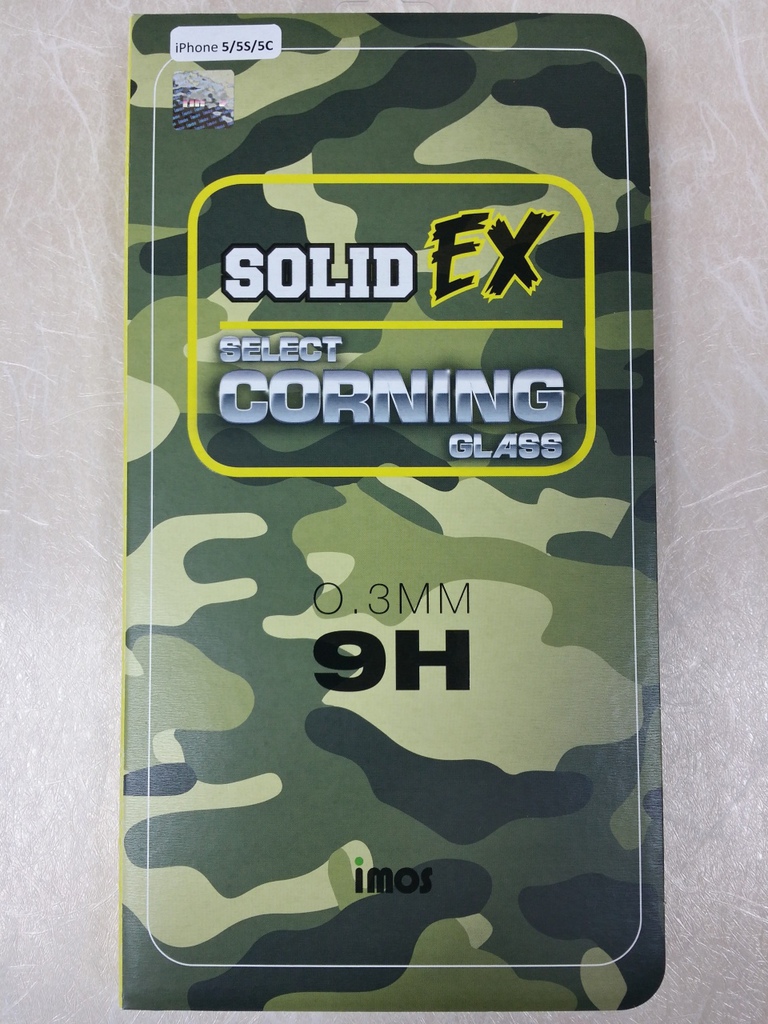 iPhone 5/5S/5C
SOLID EX
SELECT
CORNING
GLASS
0.3MM
9H
imos